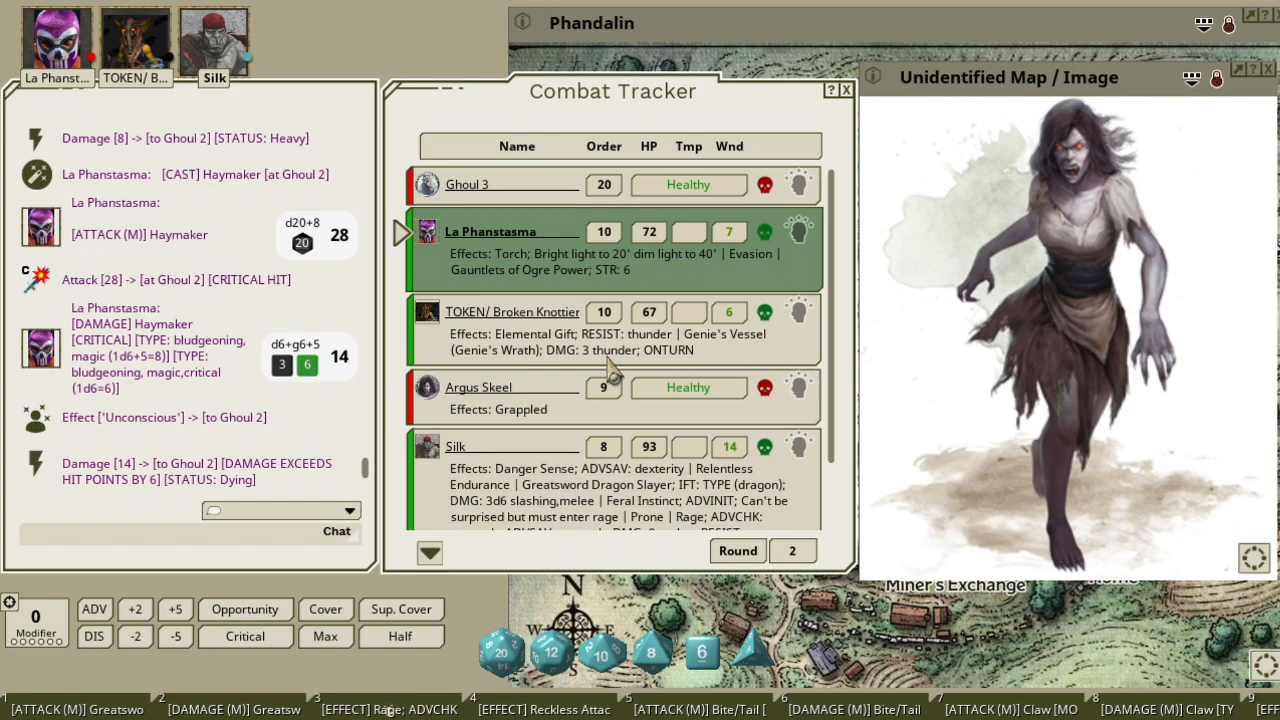 La Phanst...
TOKEN/ B...
Silk
Damage [8] -> [to Ghoul 2] [STATUS: Heavy]
La Phanstasma: [CAST] Haymaker [at Ghoul 2]
La Phanstasma:
[ATTACK (M)] Haymaker
d20+8
20
28
Attack [28] -> [at Ghoul 2] [CRITICAL HIT]
La Phanstasma:
[DAMAGE] Haymaker
[CRITICAL] [TYPE: bludgeoning,
magic (1d6+5=8)] [TYPE:
bludgeoning, magic,critical
(1d6=6)]
d6+g6+5
3
6
14
Effect ['Unconscious'] -> [to Ghoul 2]
Damage [14] -> [to Ghoul 2] [DAMAGE EXCEEDS
HIT POINTS BY 6] [STATUS: Dying]
Chat
Combat Tracker
? X
Name Order HP Tmp Wnd
Ghoul 3 20 Healthy
La Phanstasma 10 72 7
Effects: Torch; Bright light to 20' dim light to 40' | Evasion |
Gauntlets of Ogre Power; STR: 6
TOKEN/ Broken Knottier 10 67 6
Effects: Elemental Gift; RESIST: thunder | Genie's Vessel
(Genie's Wrath); DMG: 3 thunder; ONTURN
Argus Skeel 9 Healthy
Effects: Grappled
Silk 8 93 14
Effects: Danger Sense; ADVSAV: dexterity | Relentless
Endurance | Greatsword Dragon Slayer; IFT: TYPE (dragon);
DMG: 3d6 slashing,melee | Feral Instinct; ADVINIT; Can't be
surprised but must enter rage | Prone | Rage; ADVCHK:
Round 2
Phandalin
Unidentified Map / Image
? X
Miner's Exchange
N
W
E
0
Modifier
ADV +2 +5 Opportunity Cover Sup. Cover
DIS -2 -5 Critical Max Half
20
12
10
8
6
1 [ATTACK (M)] Greatswo
2 [DAMAGE (M)] Greatsw
3 [EFFECT] Rage; ADVCHK
4 [EFFECT] Reckless Attac
5 [ATTACK (M)] Bite/Tail [
6 [DAMAGE (M)] Bite/Tail
7 [ATTACK (M)] Claw [MO
8 [DAMAGE (M)] Claw [TY
9 [EFF